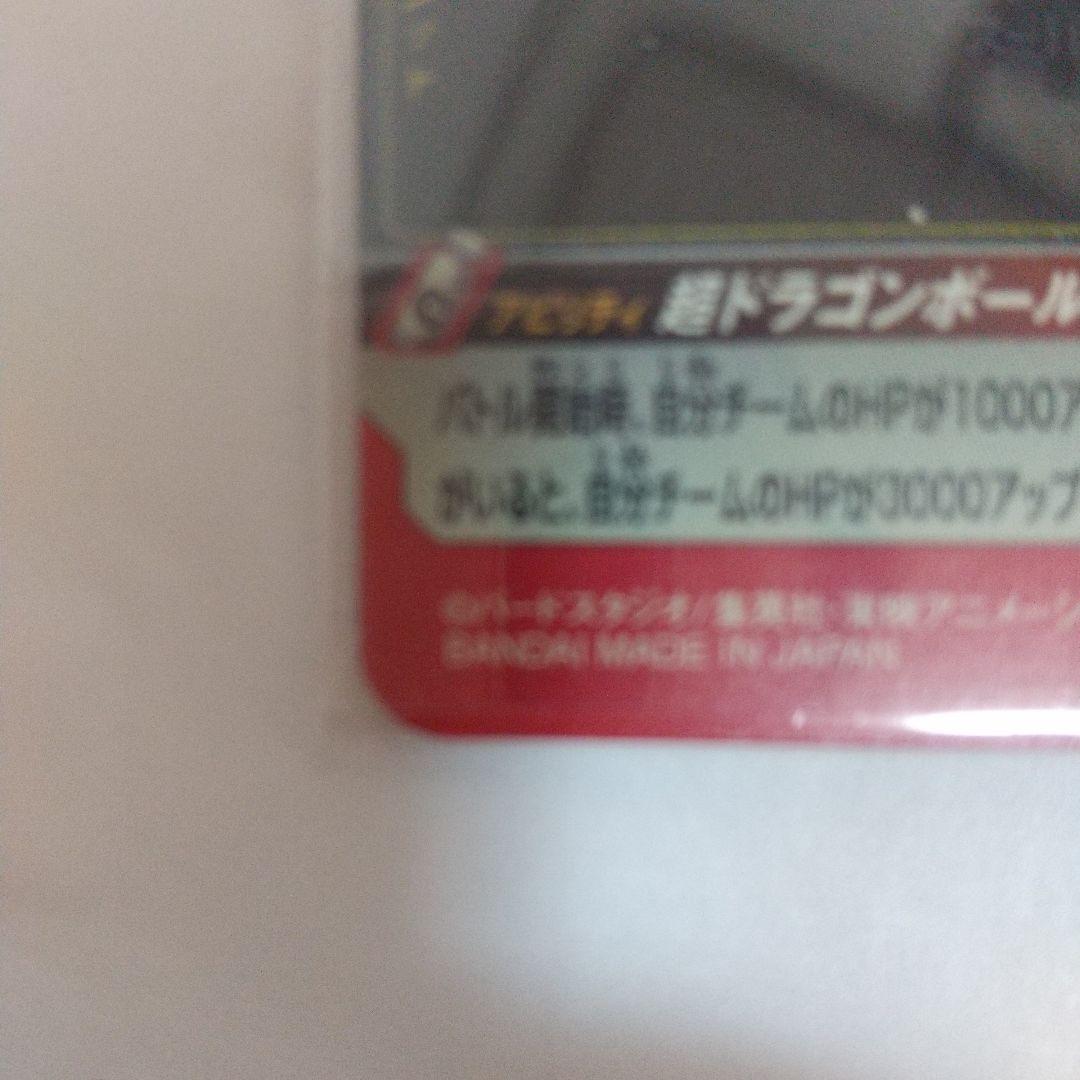 アビリティ 超ドラゴンボール
バトル開始時、自分チームのHPが1000ア
がいると、自分チームのHPが3000アップ
©バードスタジオ/集英社・東映アニメーシ
BANDAI MADE IN JAPAN